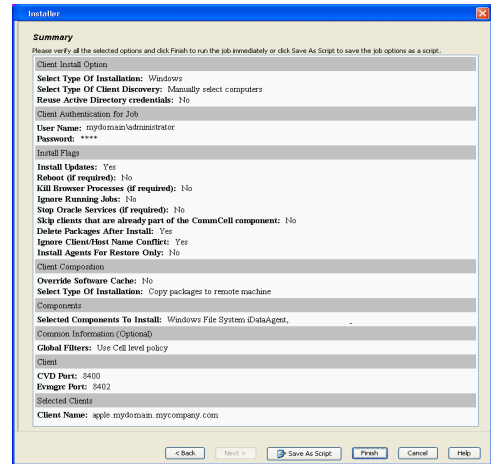 Installer
Summary
Please verify all the selected options and click Finish to run the job immediately or click Save As Script to save the job options as a script.
Client Install Option
Select Type Of Installation: Windows
Select Type Of Client Discovery: Manually select computers
Reuse Active Directory credentials: No
Client Authentication for Job
User Name: mydomain\administrator
Password: ****
Install Flags
Install Updates: Yes
Reboot (if required): No
Kill Browser Processes (if required): No
Ignore Running Jobs: No
Stop Oracle Services (if required): No
Skip clients that are already part of the CommCell component: No
Delete Packages After Install: Yes
Ignore Client/Host Name Conflict: Yes
Install Agents For Restore Only: No
Client Composition
Override Software Cache: No
Select Type Of Installation: Copy packages to remote machine
Components
Selected Components To Install: Windows File System iDataAgent,
Common Information (Optional)
Global Filters: Use Cell level policy
Client
CVD Port: 8400
Evmgrc Port: 8402
Selected Clients
Client Name: apple.mydomain.mycompany.com
< Back Next > Save As Script Finish Cancel Help